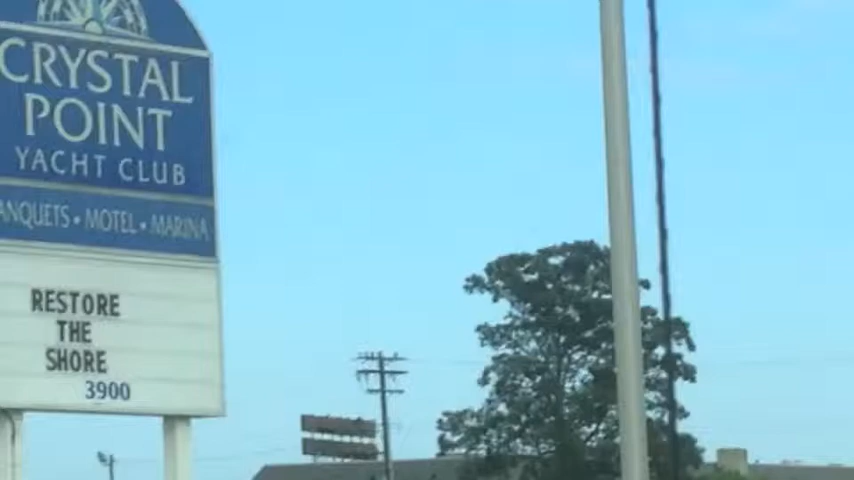 CRYSTAL
POINT
YACHT CLUB
ANQUETS • MOTEL • MARINA
RESTORE
THE
SHORE
3900